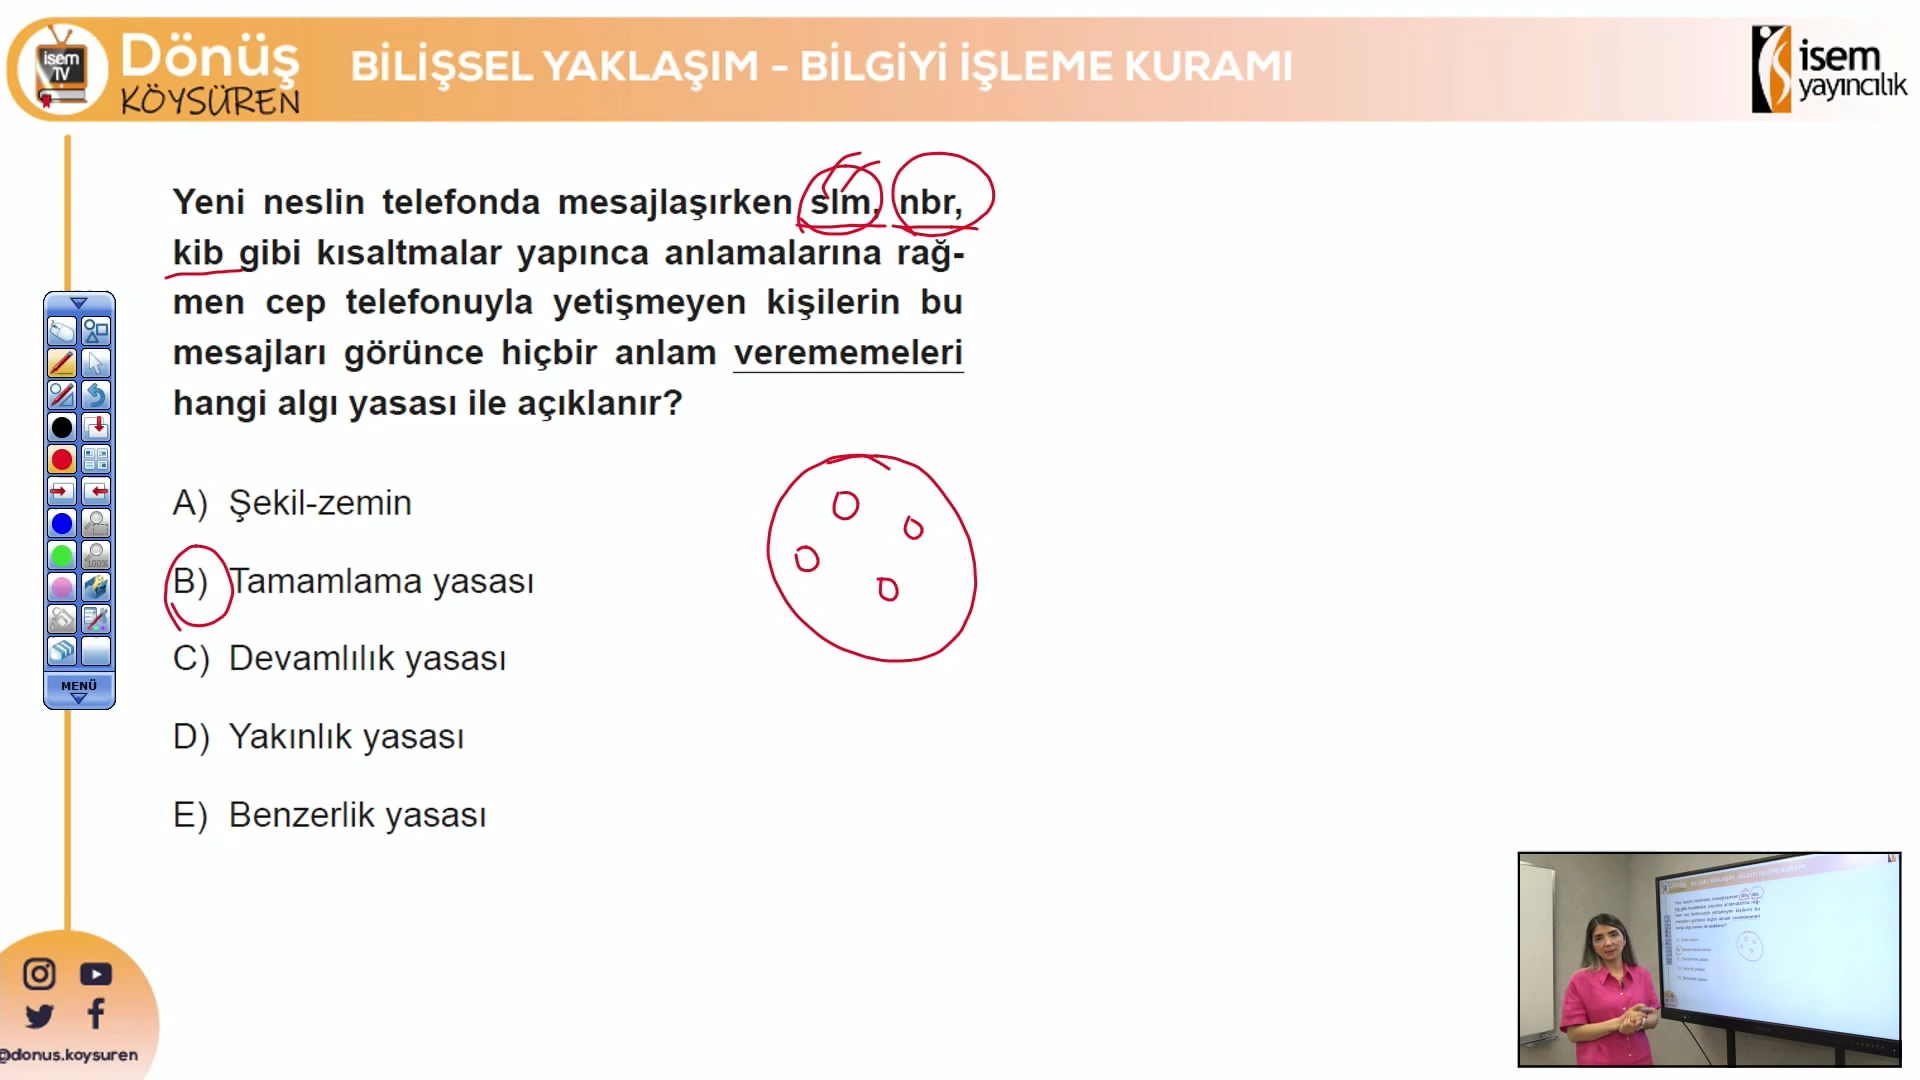 isem
TV
Dönüş
KÖYSÜREN
BİLİŞSEL YAKLAŞIM - BİLGİYİ İŞLEME KURAMI
isem
yayıncılık
Yeni neslin telefonda mesajlaşırken slm, nbr,
kib gibi kısaltmalar yapınca anlamalarına rağ-
men cep telefonuyla yetişmeyen kişilerin bu
mesajları görünce hiçbir anlam verememeleri
hangi algı yasası ile açıklanır?
A) Şekil-zemin
B) Tamamlama yasası
C) Devamlılık yasası
D) Yakınlık yasası
E) Benzerlik yasası
100%
MENÜ
@donus.koysuren